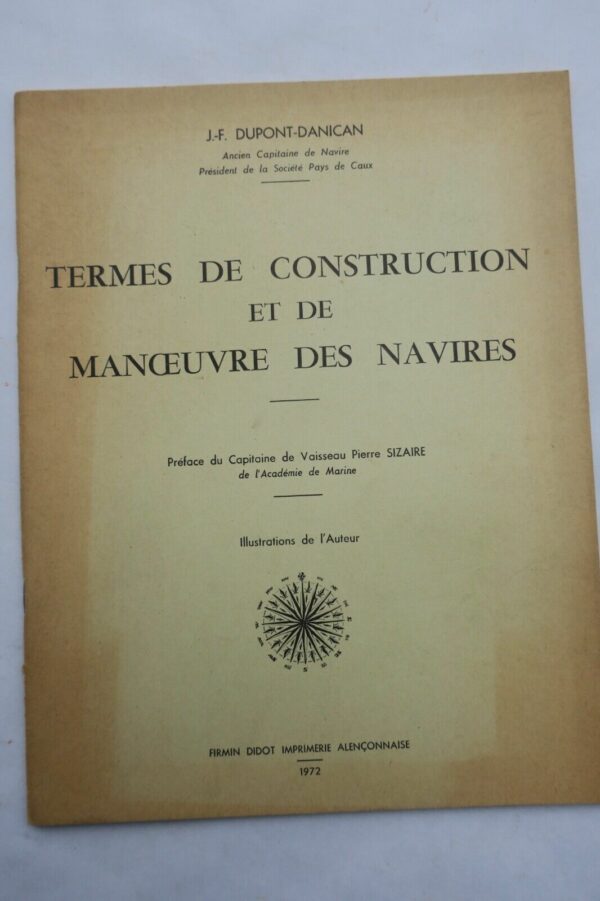 J.-F. DUPONT-DANICAN
Ancien Capitaine de Navire
Président de la Société Pays de Caux
TERMES DE CONSTRUCTION
ET DE
MANŒUVRE DES NAVIRES
Préface du Capitaine de Vaisseau Pierre SIZAIRE
de l'Académie de Marine
Illustrations de l'Auteur
FIRMIN DIDOT IMPRIMERIE ALENÇONNAISE
1972